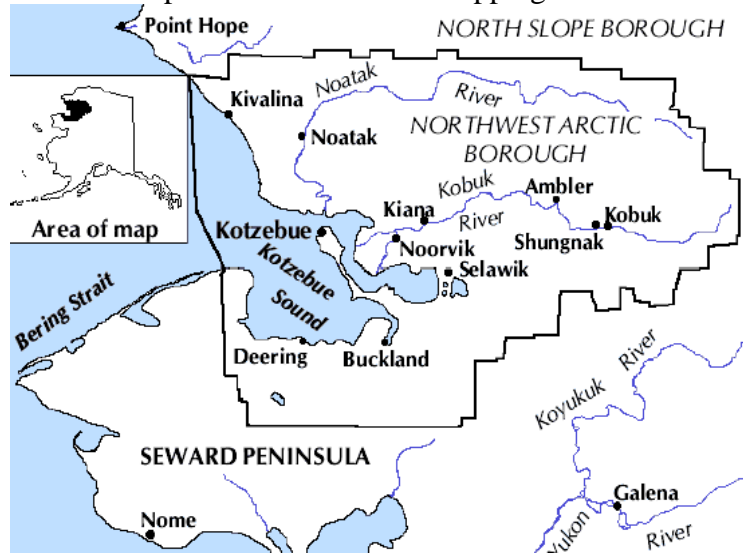 Point Hope
NORTH SLOPE BOROUGH
Noatak
River
Kivalina
Noatak
NORTHWEST ARCTIC
BOROUGH
Kobuk
River
Ambler
Kiana
Kobuk
Shungnak
Kotzebue
Noorvik
Selawik
Area of map
Kotzebue
Sound
Bering Strait
Deering
Buckland
Koyukuk
River
SEWARD PENINSULA
Galena
Nome
Yukon
River